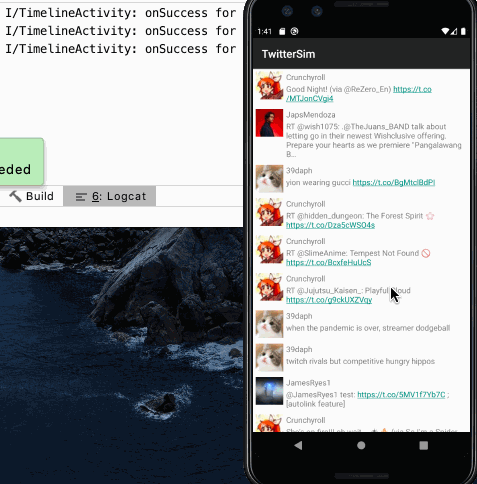 I/TimelineActivity: onSuccess for
I/TimelineActivity: onSuccess for
I/TimelineActivity: onSuccess for
eded
Build
6: Logcat
1:41
TwitterSim
Crunchyroll
Good Night! (via @ReZero_En) https://t.co
/MTJqnCVgi4
JapsMendoza
RT @wish1075: .@TheJuans_BAND talk about
letting go in their newest Wishclusive offering.
Prepare your hearts as we premiere "Pangalawang
B...
39daph
yion wearing gucci https://t.co/BgMtclBdPI
Crunchyroll
RT @hidden_dungeon: The Forest Spirit
https://t.co/Dza5cWSO4s
Crunchyroll
RT @SlimeAnime: Tempest Not Found 🚫
https://t.co/BcxfeHuUcS
Crunchyroll
RT @Jujutsu_Kaisen_: Playful
https://t.co/g9ckUXZVqy
39daph
when the pandemic is over, streamer dodgeball
39daph
twitch rivals but competitive hungry hippos
JamesRyes1
@JamesRyes1 test: https://t.co/5MV1f7Yb7C ;
[autolink feature]
Crunchyroll